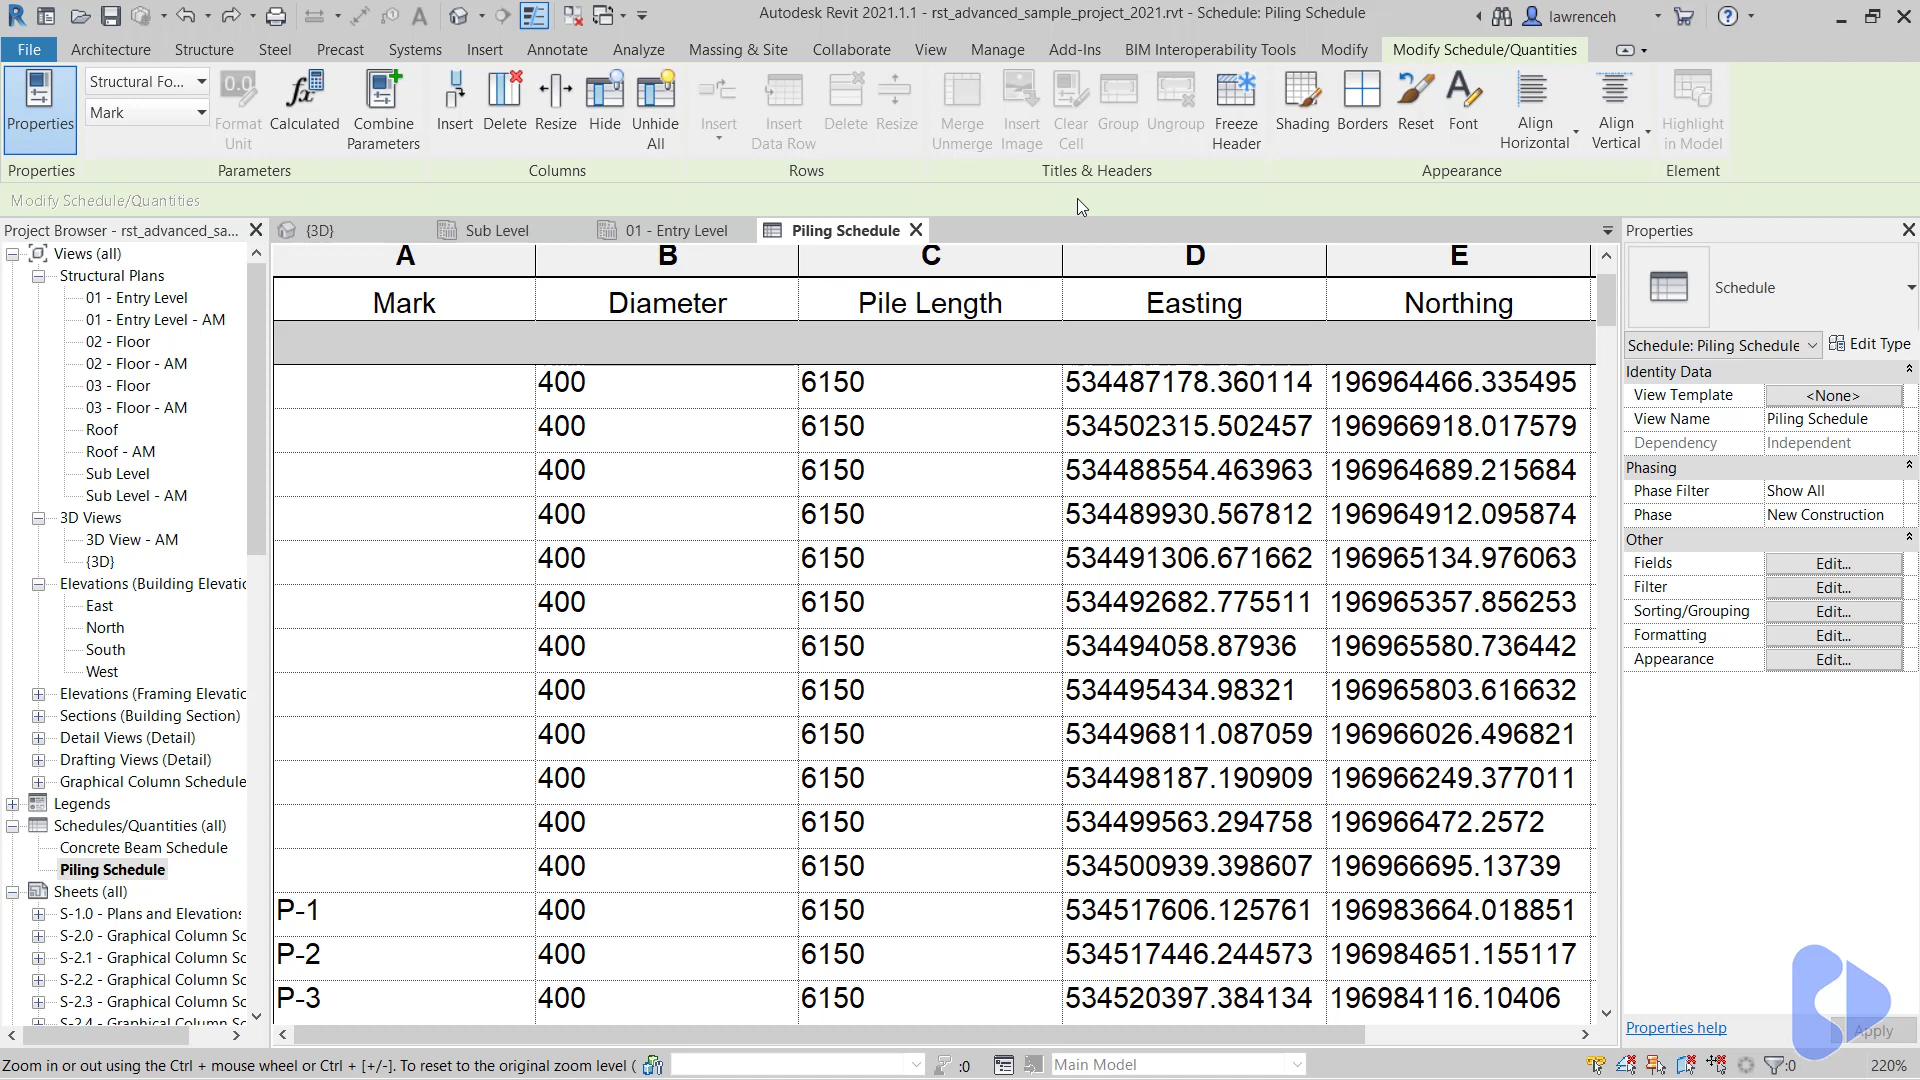 Autodesk Revit 2021.1.1 - rst_advanced_sample_project_2021.rvt - Schedule: Piling Schedule
lawrenceh
File Architecture Structure Steel Precast Systems Insert Annotate Analyze Massing & Site Collaborate View Manage Add-Ins BIM Interoperability Tools Modify Modify Schedule/Quantities
Structural Fo...
Mark
Properties Format Unit Calculated Combine Parameters Insert Delete Resize Hide Unhide All Insert Insert Data Row Delete Resize Merge Unmerge Insert Image Clear Cell Group Ungroup Freeze Header Shading Borders Reset Font Align Horizontal Align Vertical Highlight in Model
Properties Parameters Columns Rows Titles & Headers Appearance Element
Modify Schedule/Quantities
Project Browser - rst_advanced_sa...
Views (all)
Structural Plans
01 - Entry Level
01 - Entry Level - AM
02 - Floor
02 - Floor - AM
03 - Floor
03 - Floor - AM
Roof
Roof - AM
Sub Level
Sub Level - AM
3D Views
3D View - AM
{3D}
Elevations (Building Elevatic
East
North
South
West
Elevations (Framing Elevatic
Sections (Building Section)
Detail Views (Detail)
Drafting Views (Detail)
Graphical Column Schedule
Legends
Schedules/Quantities (all)
Concrete Beam Schedule
Piling Schedule
Sheets (all)
S-1.0 - Plans and Elevations
S-2.0 - Graphical Column Sc
S-2.1 - Graphical Column Sc
S-2.2 - Graphical Column Sc
S-2.3 - Graphical Column Sc
S-2.4 - Graphical Column Sc
{3D} Sub Level 01 - Entry Level Piling Schedule
A B C D E
Mark Diameter Pile Length Easting Northing
400 6150 534487178.360114 196964466.335495
400 6150 534502315.502457 196966918.017579
400 6150 534488554.463963 196964689.215684
400 6150 534489930.567812 196964912.095874
400 6150 534491306.671662 196965134.976063
400 6150 534492682.775511 196965357.856253
400 6150 534494058.87936 196965580.736442
400 6150 534495434.98321 196965803.616632
400 6150 534496811.087059 196966026.496821
400 6150 534498187.190909 196966249.377011
400 6150 534499563.294758 196966472.2572
400 6150 534500939.398607 196966695.13739
P-1 400 6150 534517606.125761 196983664.018851
P-2 400 6150 534517446.244573 196984651.155117
P-3 400 6150 534520397.384134 196984116.10406
Properties
Schedule
Schedule: Piling Schedule Edit Type
Identity Data
View Template <None>
View Name Piling Schedule
Dependency Independent
Phasing
Phase Filter Show All
Phase New Construction
Other
Fields Edit...
Filter Edit...
Sorting/Grouping Edit...
Formatting Edit...
Appearance Edit...
Properties help Apply
Zoom in or out using the Ctrl + mouse wheel or Ctrl + [+/-]. To reset to the original zoom level ( :0 Main Model :0 220%